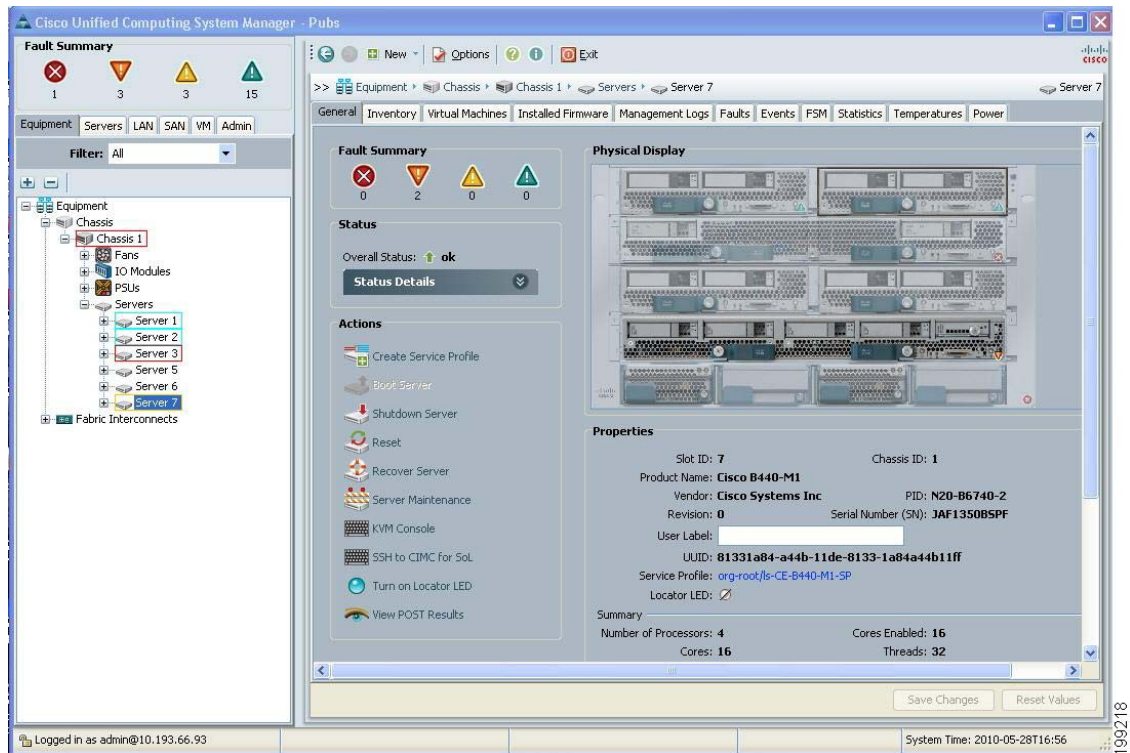 Cisco Unified Computing System Manager - Pubs
Fault Summary
1 3 3 15
Equipment Servers LAN SAN VM Admin
Filter: All
Equipment
Chassis
Chassis 1
Fans
IO Modules
PSUs
Servers
Server 1
Server 2
Server 3
Server 5
Server 6
Server 7
Fabric Interconnects
New Options Exit
cisco
>> Equipment Chassis Chassis 1 Servers Server 7
Server 7
General Inventory Virtual Machines Installed Firmware Management Logs Faults Events FSM Statistics Temperatures Power
Fault Summary
0 2 0 0
Status
Overall Status: ok
Status Details
Actions
Create Service Profile
Boot Server
Shutdown Server
Reset
Recover Server
Server Maintenance
KVM Console
SSH to CIMC for SoL
Turn on Locator LED
View POST Results
Physical Display
Properties
Slot ID: 7 Chassis ID: 1
Product Name: Cisco B440-M1
Vendor: Cisco Systems Inc PID: N20-B6740-2
Revision: 0 Serial Number (SN): JAF1350BSPF
User Label:
UUID: 81331a84-a44b-11de-8133-1a84a44b11ff
Service Profile: org-root/ls-CE-B440-M1-SP
Locator LED:
Summary
Number of Processors: 4 Cores Enabled: 16
Cores: 16 Threads: 32
Save Changes Reset Values
Logged in as admin@10.193.66.93
System Time: 2010-05-28T16:56
199218